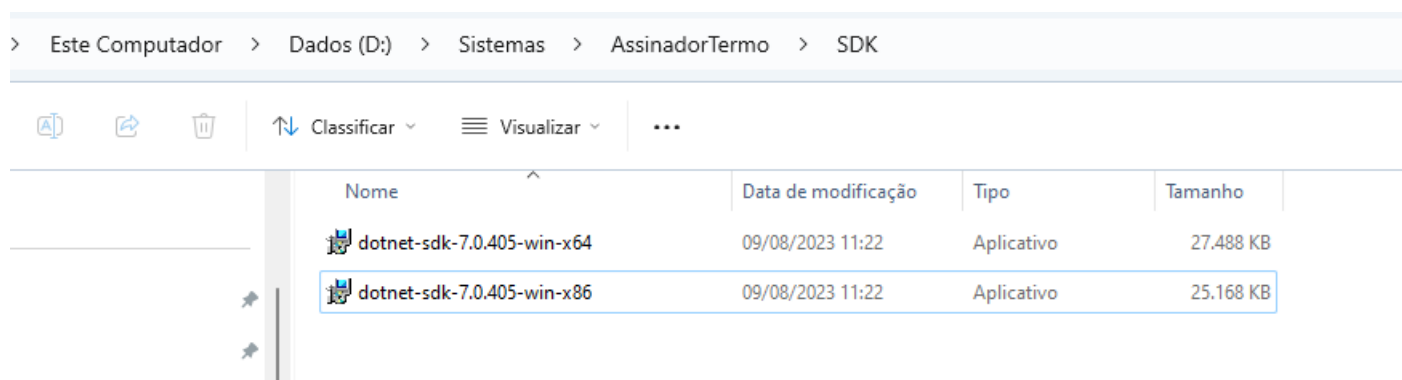 > Este Computador > Dados (D:) > Sistemas > AssinadorTermo > SDK
A Classificar Visualizar ...
Nome Data de modificação Tipo Tamanho
dotnet-sdk-7.0.405-win-x64 09/08/2023 11:22 Aplicativo 27.488 KB
dotnet-sdk-7.0.405-win-x86 09/08/2023 11:22 Aplicativo 25.168 KB